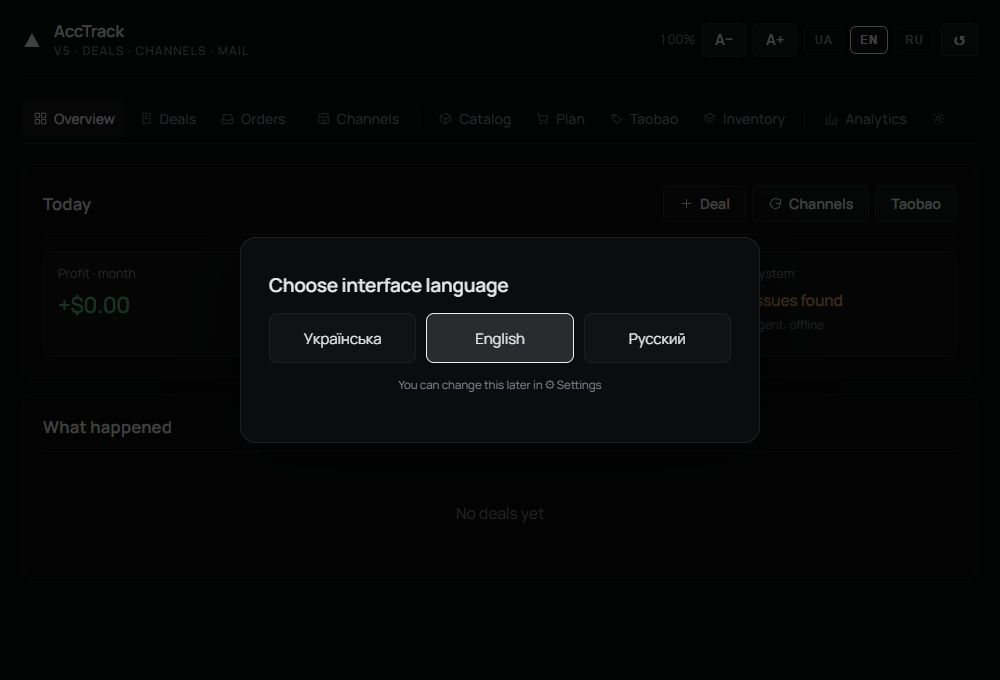 AccTrack
V5 · DEALS · CHANNELS · MAIL
100% A− A+ UA EN RU ↺
Overview Deals Orders Channels Catalog Plan Taobao Inventory Analytics
Today
+ Deal Channels Taobao
Profit · month
+$0.00
ystem
ssues found
gent: offline
Choose interface language
Українська English Русский
You can change this later in ⚙ Settings
What happened
No deals yet